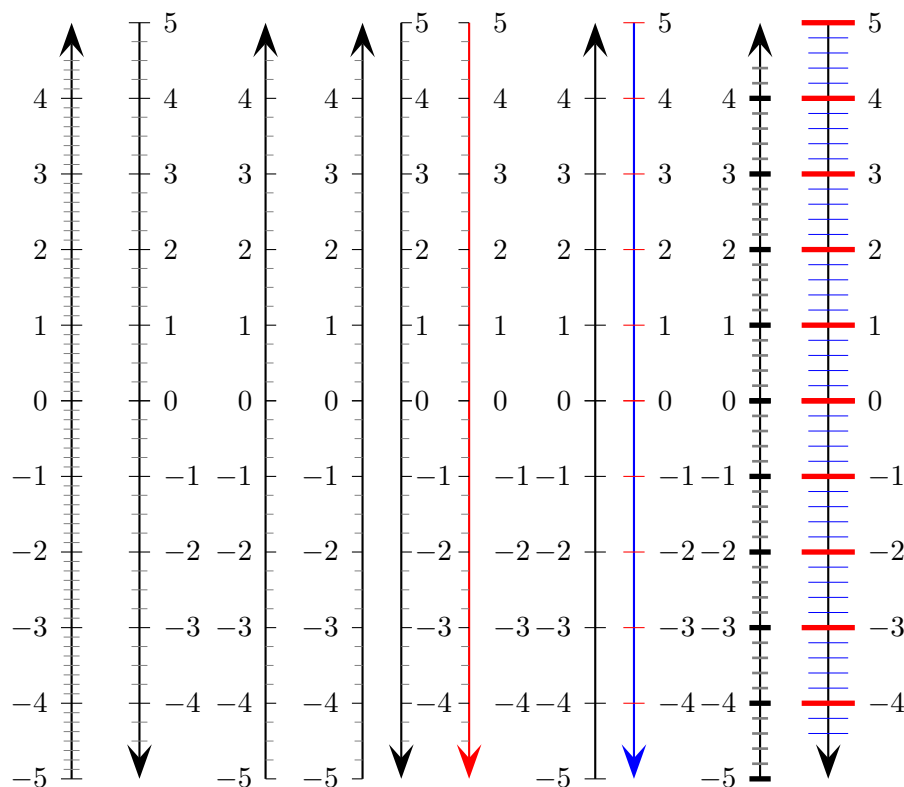 5 5 5 5 5
4 4 4 4 4 4 4 4 4 4
3 3 3 3 3 3 3 3 3 3
2 2 2 2 2 2 2 2 2 2
1 1 1 1 1 1 1 1 1 1
0 0 0 0 0 0 0 0 0 0
−1 −1 −1 −1 −1 −1 −1 −1 −1 −1
−2 −2 −2 −2 −2 −2 −2 −2 −2 −2
−3 −3 −3 −3 −3 −3 −3 −3 −3 −3
−4 −4 −4 −4 −4 −4 −4 −4 −4 −4
−5 −5 −5 −5 −5